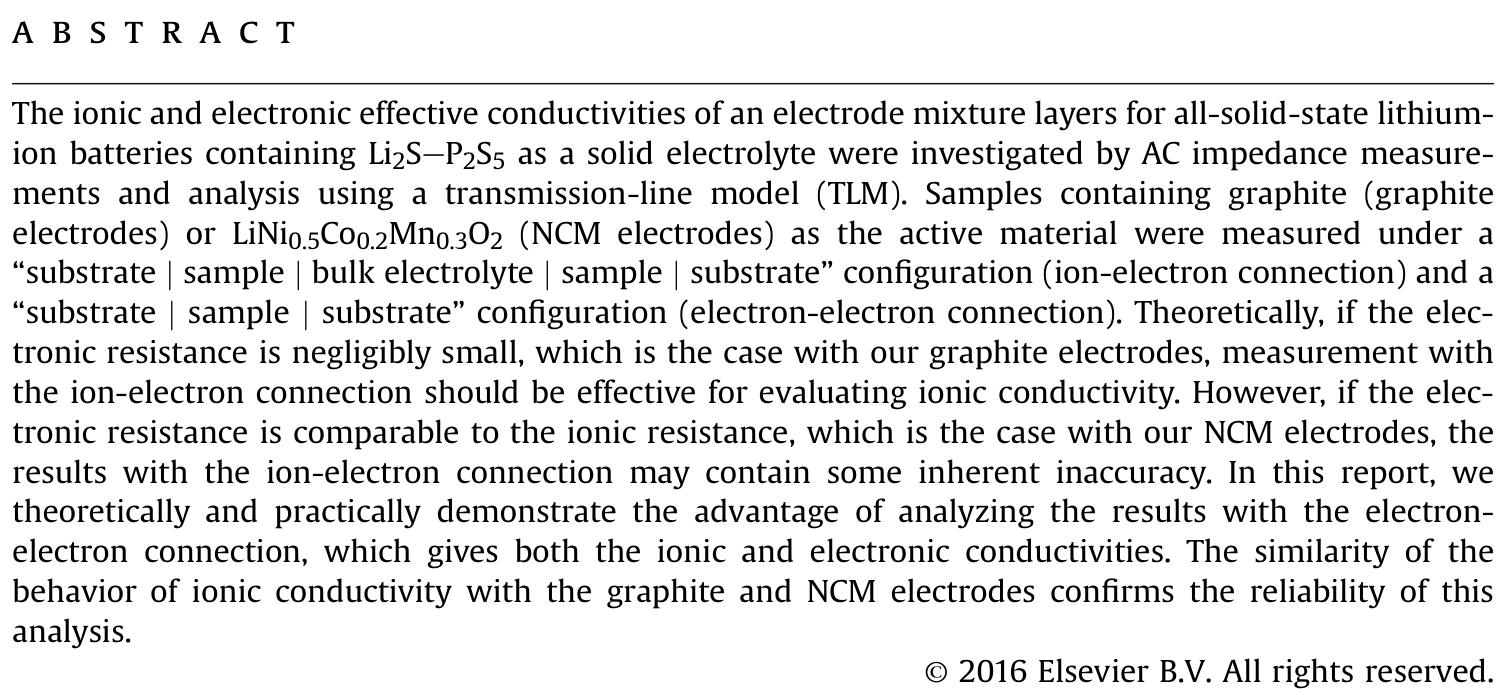 A B S T R A C T
The ionic and electronic effective conductivities of an electrode mixture layers for all-solid-state lithium-
ion batteries containing Li₂S–P₂S₅ as a solid electrolyte were investigated by AC impedance measure-
ments and analysis using a transmission-line model (TLM). Samples containing graphite (graphite
electrodes) or LiNi₀.₅Co₀.₂Mn₀.₃O₂ (NCM electrodes) as the active material were measured under a
“substrate | sample | bulk electrolyte | sample | substrate” configuration (ion-electron connection) and a
“substrate | sample | substrate” configuration (electron-electron connection). Theoretically, if the elec-
tronic resistance is negligibly small, which is the case with our graphite electrodes, measurement with
the ion-electron connection should be effective for evaluating ionic conductivity. However, if the elec-
tronic resistance is comparable to the ionic resistance, which is the case with our NCM electrodes, the
results with the ion-electron connection may contain some inherent inaccuracy. In this report, we
theoretically and practically demonstrate the advantage of analyzing the results with the electron-
electron connection, which gives both the ionic and electronic conductivities. The similarity of the
behavior of ionic conductivity with the graphite and NCM electrodes confirms the reliability of this
analysis.
© 2016 Elsevier B.V. All rights reserved.